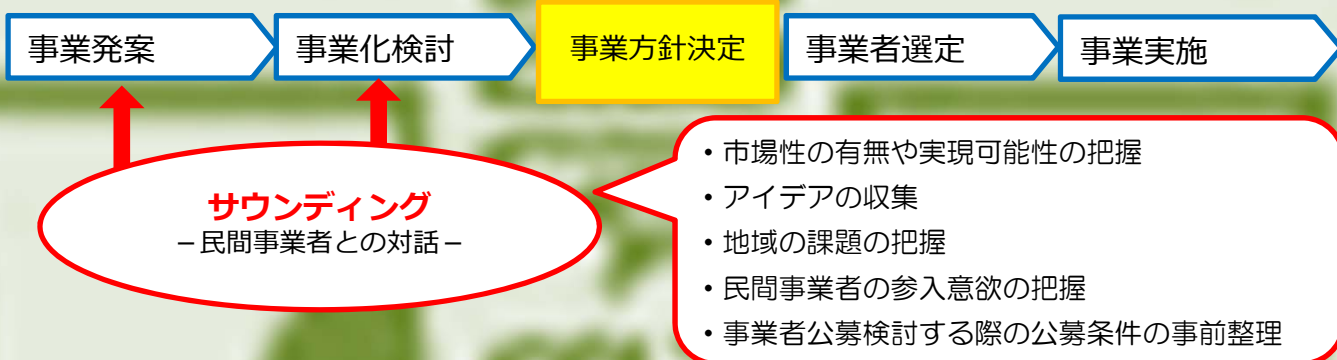 事業発案
事業化検討
事業方針決定
事業者選定
事業実施
サウンディング
－民間事業者との対話－
・市場性の有無や実現可能性の把握
・アイデアの収集
・地域の課題の把握
・民間事業者の参入意欲の把握
・事業者公募検討する際の公募条件の事前整理